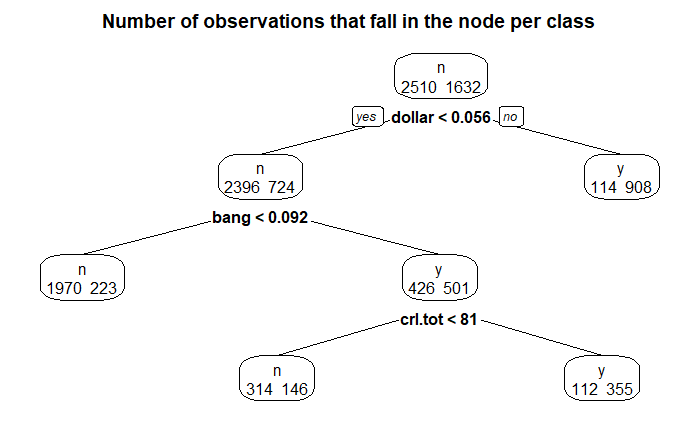 Number of observations that fall in the node per class
n
2510 1632
yes dollar < 0.056 no
n
2396 724
y
114 908
bang < 0.092
n
1970 223
y
426 501
crl.tot < 81
n
314 146
y
112 355